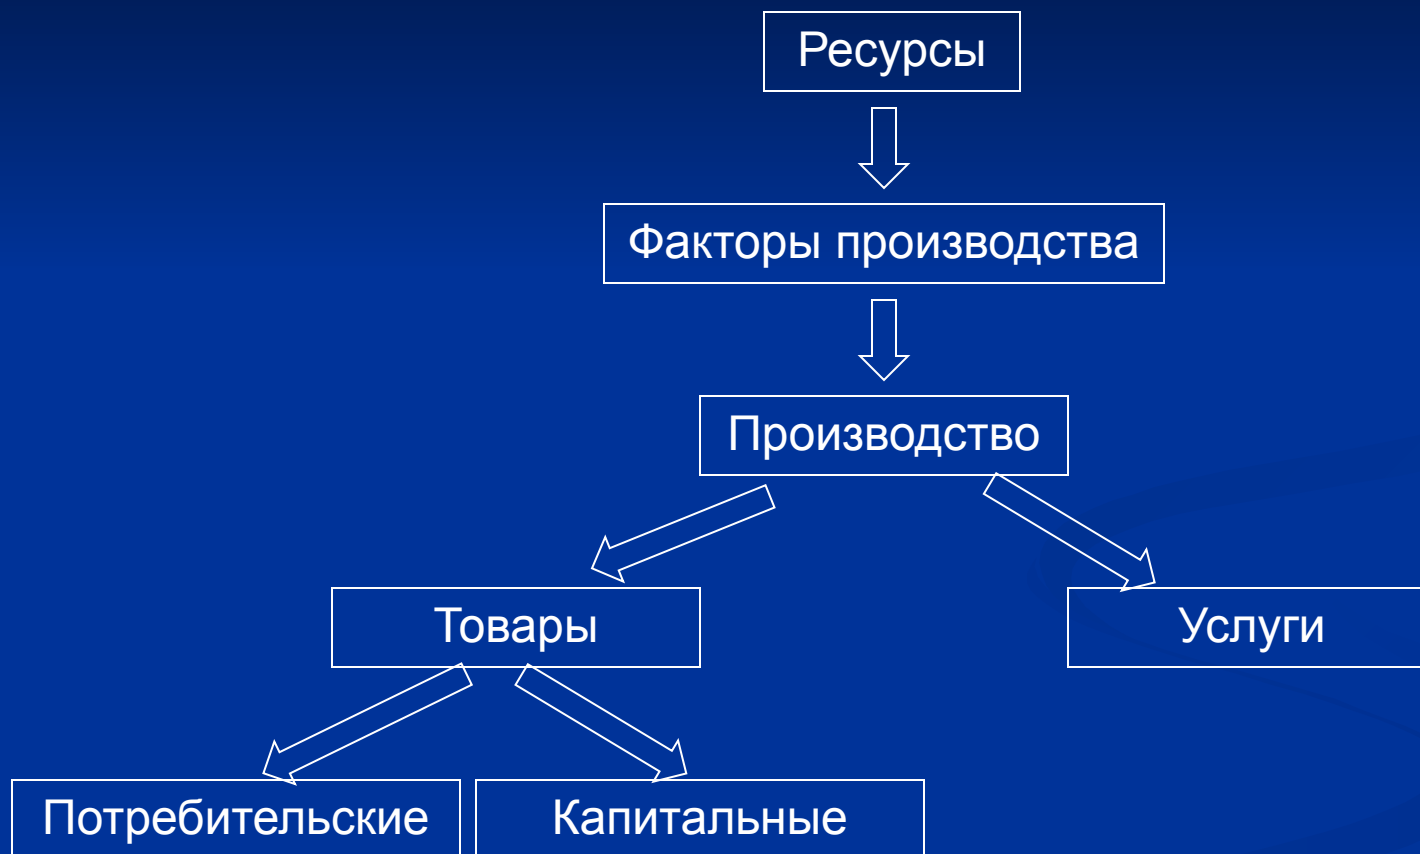 Ресурсы
Факторы производства
Производство
Товары
Услуги
Потребительские
Капитальные